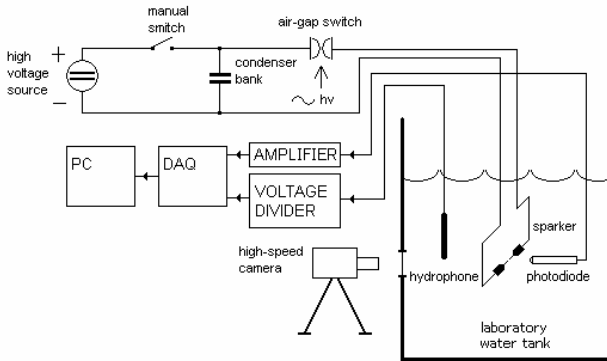 manual
smitch
air-gap switch
+
high
voltage
source
−
condenser
bank
hv
PC
DAQ
AMPLIFIER
VOLTAGE
DIVIDER
high-speed
camera
hydrophone
sparker
photodiode
laboratory
water tank